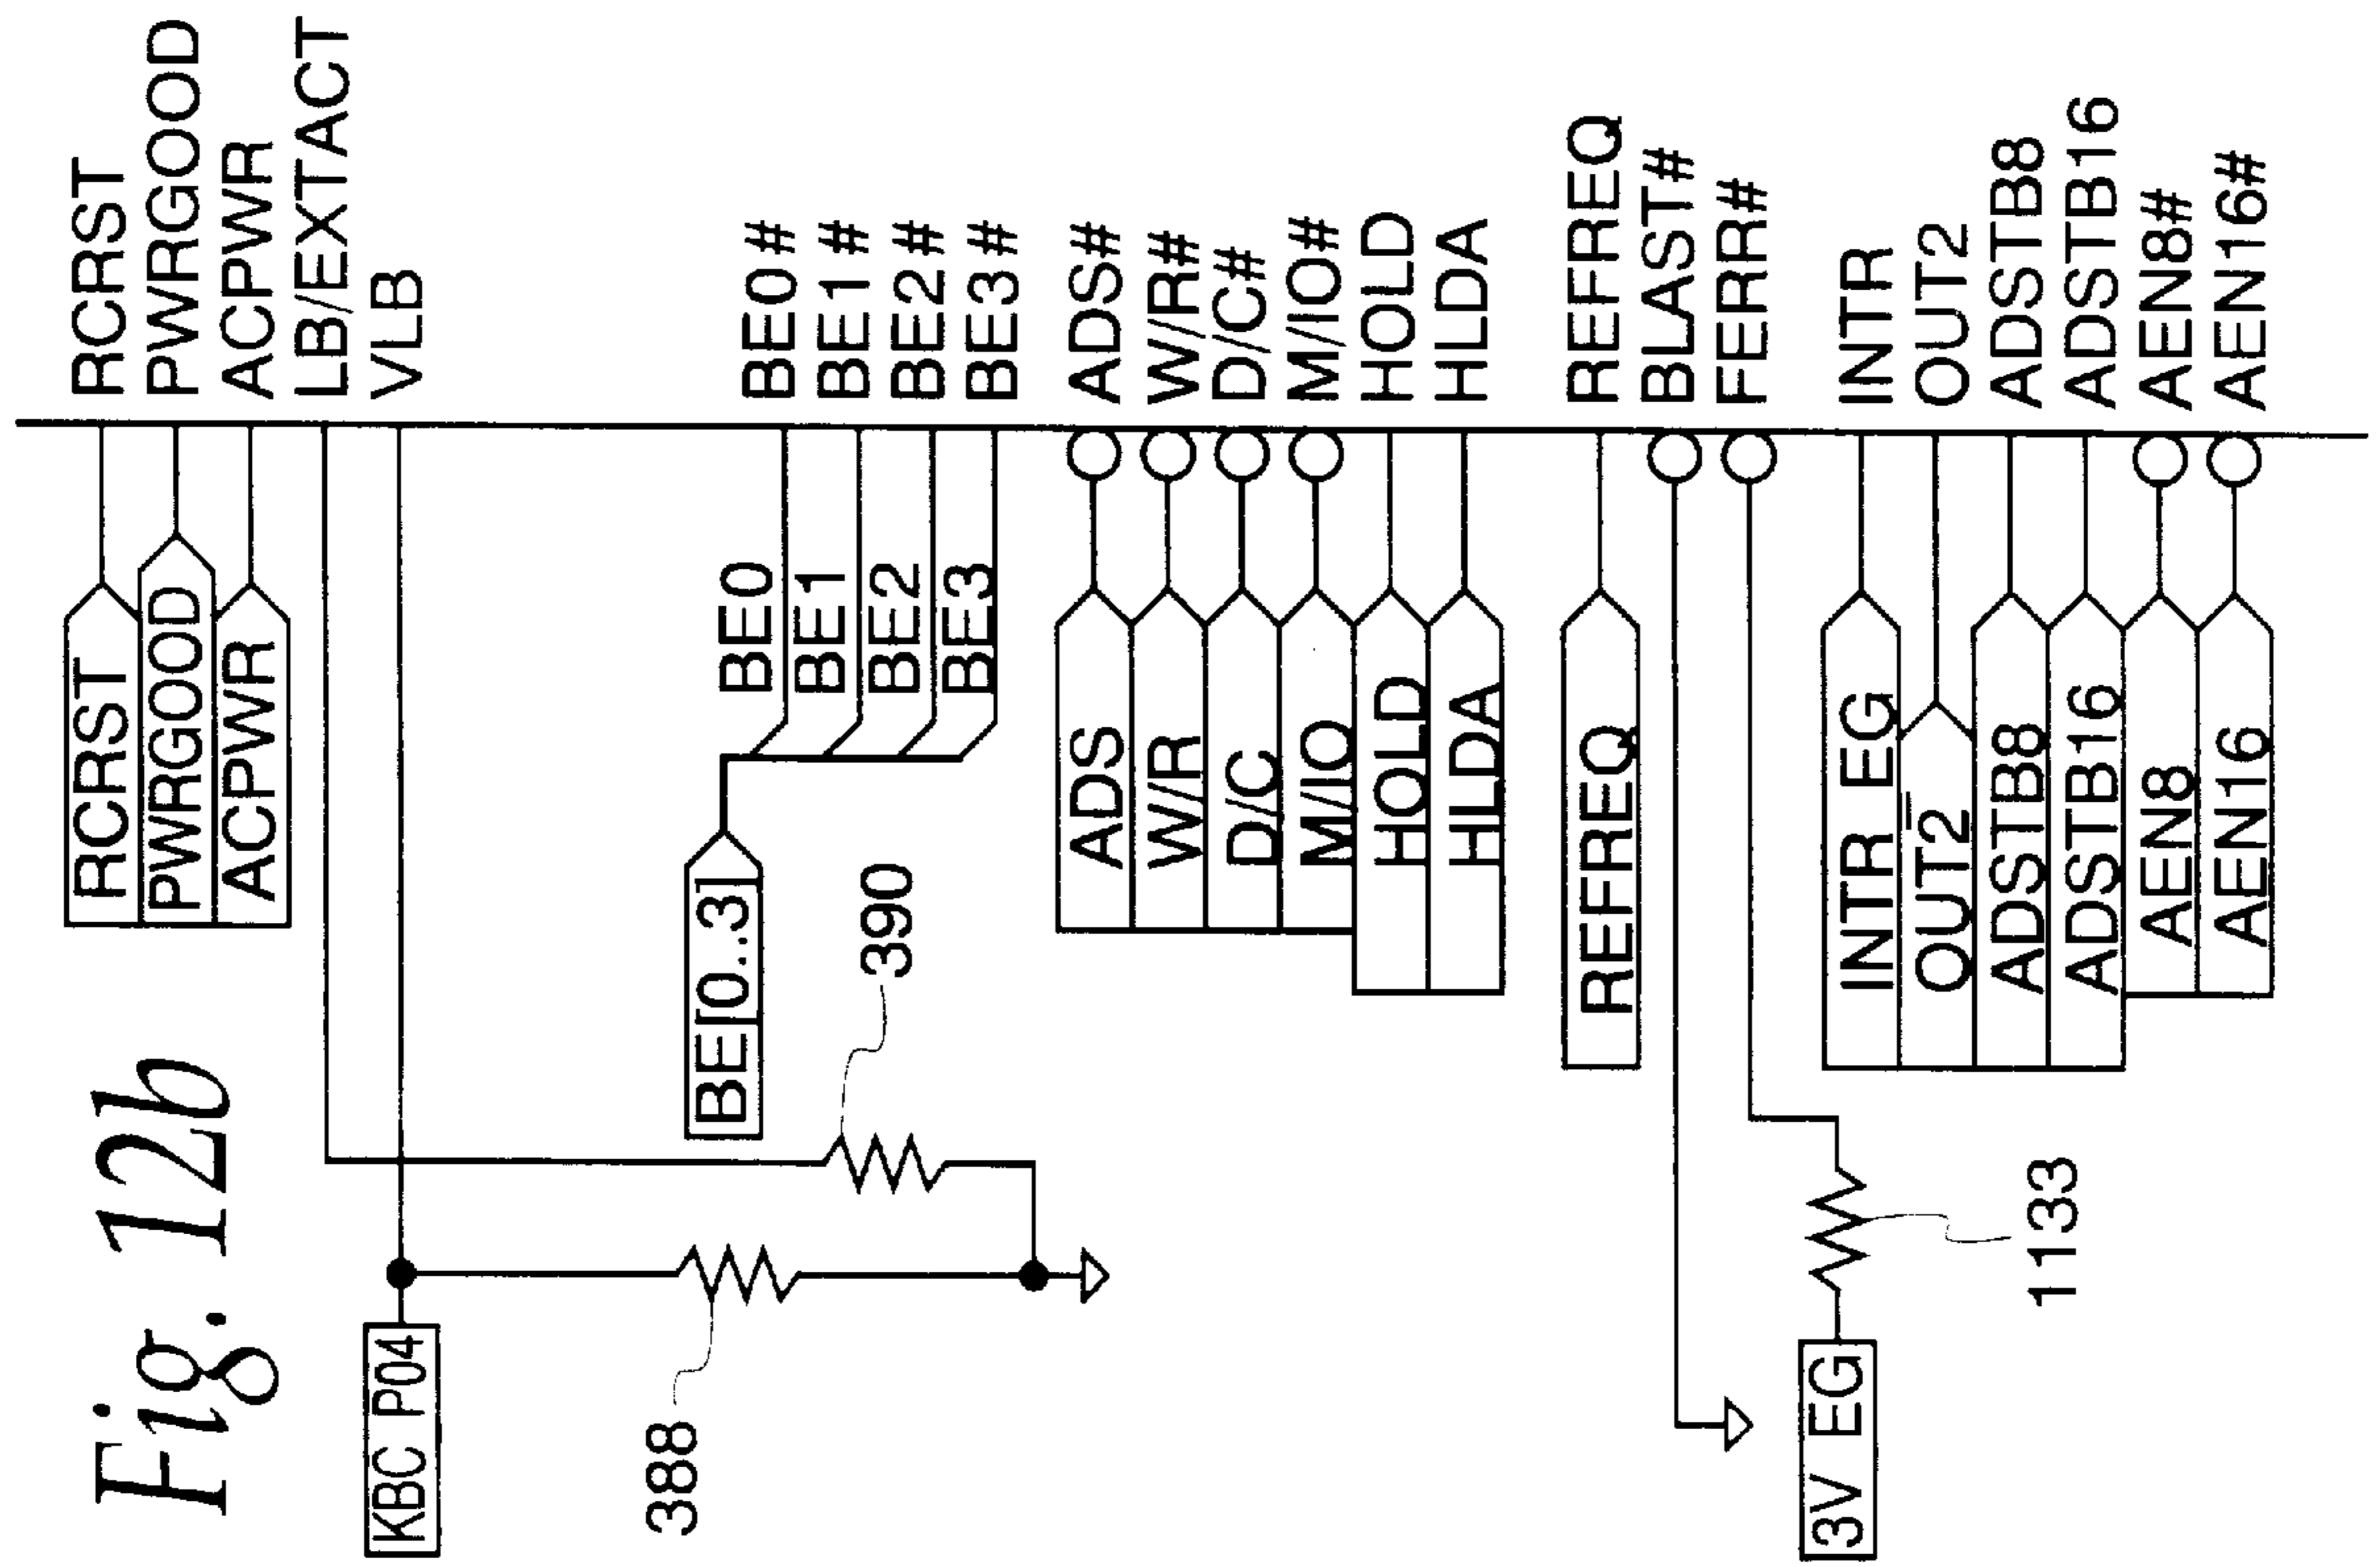 Fig. 12b
RCRST
PWRGOOD
ACPWR
KBC P04
388
390
BE[0..3]
BE0
BE1
BE2
BE3
ADS
W/R
D/C
M/IO
HOLD
HLDA
REFREQ
3V EG
1133
INTR EG
OUT2
ADSTB8
ADSTB16
AEN8
AEN16
RCRST
PWRGOOD
ACPWR
LB/EXTACT
VLB
BE0#
BE1#
BE2#
BE3#
ADS#
W/R#
D/C#
M/IO#
HOLD
HLDA
REFREQ
BLAST#
FERR#
INTR
OUT2
ADSTB8
ADSTB16
AEN8#
AEN16#